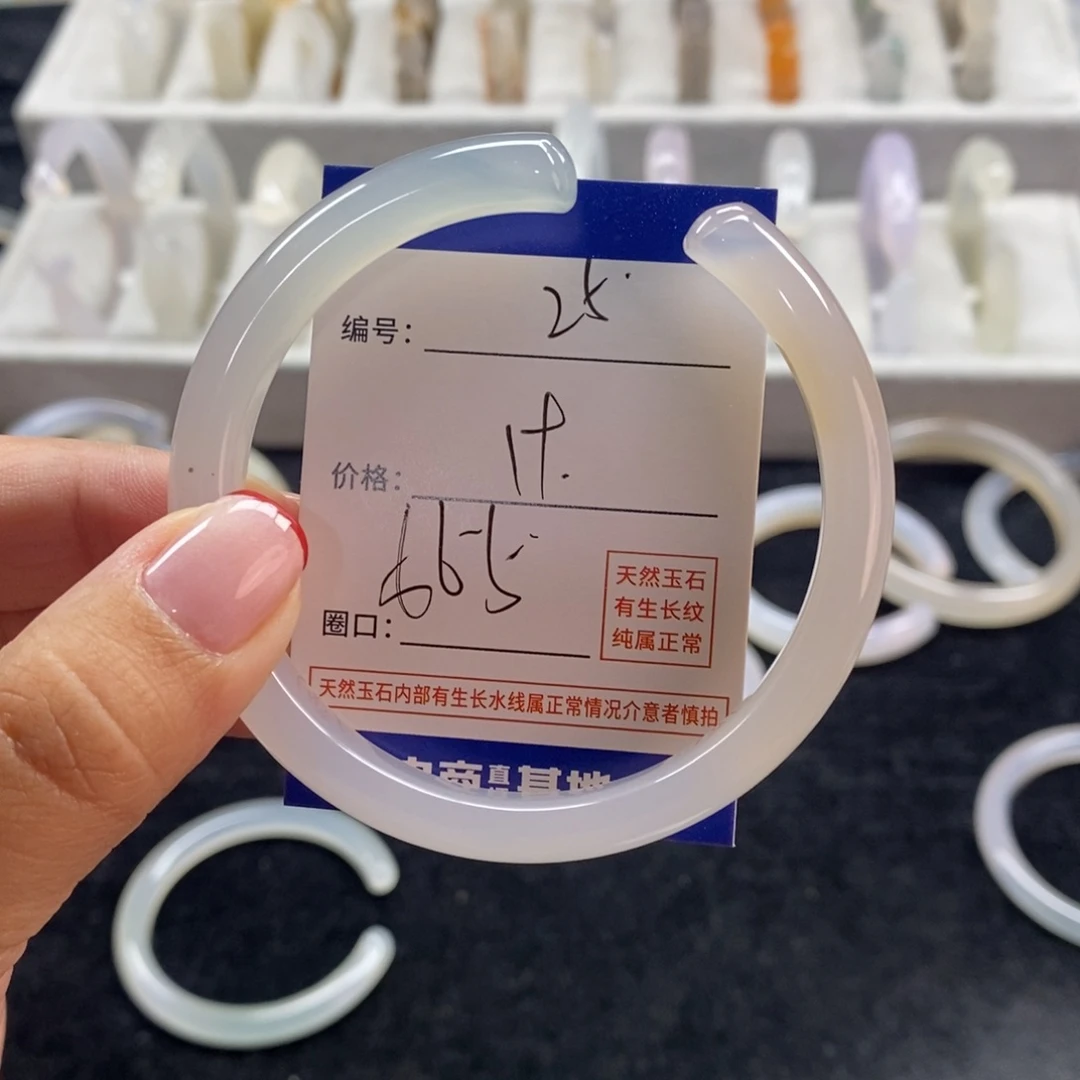 编号: 25
价格:
圈口:
天然玉石
有生长纹
纯属正常
天然玉石内部有生长水线属正常情况介意者慎拍